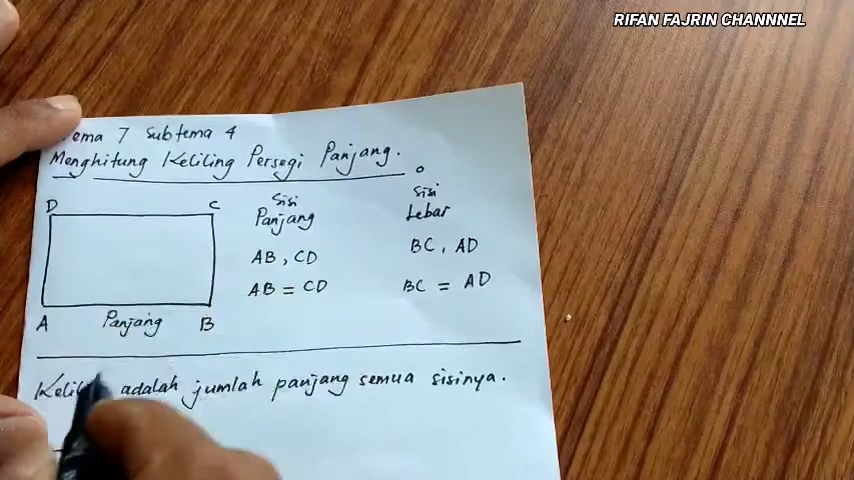 RIFAN FAJRIN CHANNNEL
Tema 7 Subtema 4
Menghitung Keliling Persegi Panjang.
D C
A Panjang B
Sisi
Panjang
AB, CD
AB = CD
Sisi
Lebar
BC, AD
BC = AD
adalah jumlah panjang semua sisinya.